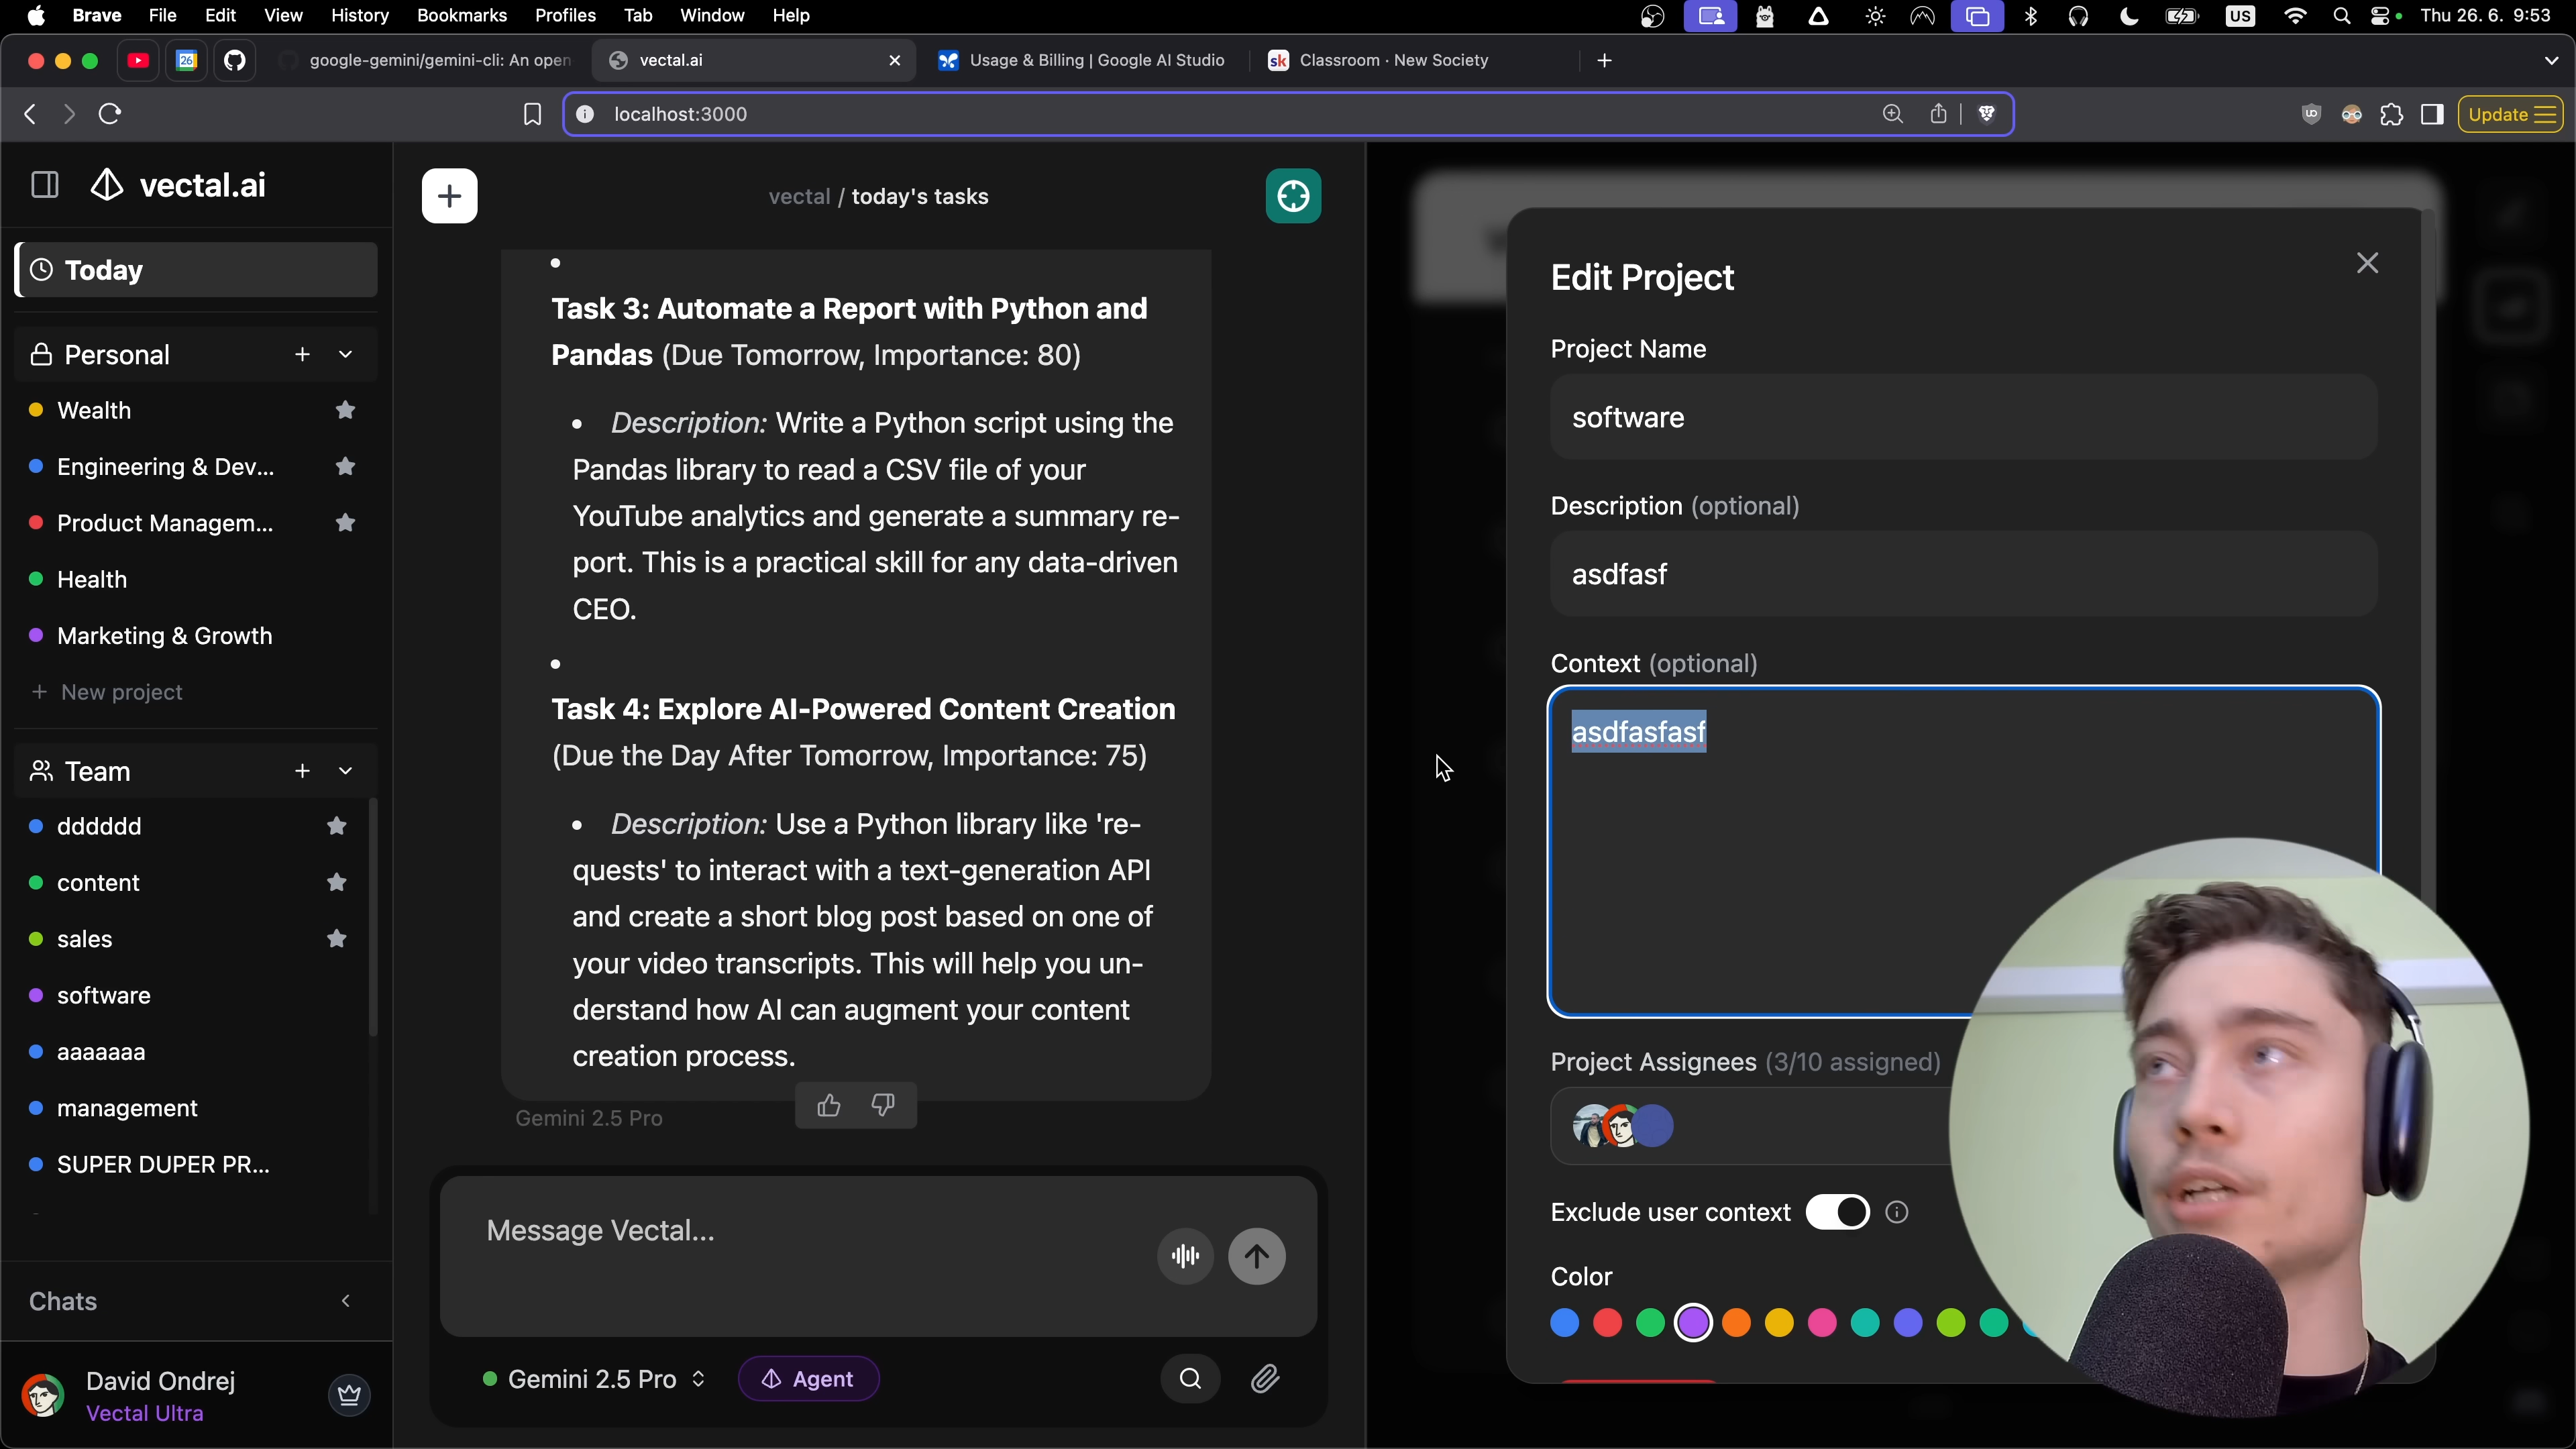 Brave File Edit View History Bookmarks Profiles Tab Window Help US Thu 26. 6. 9:53
26 google-gemini/gemini-cli: An open vectal.ai Usage & Billing | Google AI Studio sk Classroom · New Society
localhost:3000 Update
vectal.ai
Today
Personal
Wealth
Engineering & Dev...
Product Managem...
Health
Marketing & Growth
New project
Team
dddddd
content
sales
software
aaaaaaa
management
SUPER DUPER PR...
Chats
David Ondrej
Vectal Ultra
vectal / today's tasks
Task 3: Automate a Report with Python and
Pandas (Due Tomorrow, Importance: 80)
Description: Write a Python script using the
Pandas library to read a CSV file of your
YouTube analytics and generate a summary re-
port. This is a practical skill for any data-driven
CEO.
Task 4: Explore AI-Powered Content Creation
(Due the Day After Tomorrow, Importance: 75)
Description: Use a Python library like 're-
quests' to interact with a text-generation API
and create a short blog post based on one of
your video transcripts. This will help you un-
derstand how AI can augment your content
creation process.
Gemini 2.5 Pro
Message Vectal...
Gemini 2.5 Pro Agent
Edit Project
Project Name
software
Description (optional)
asdfasf
Context (optional)
asdfasfasf
Project Assignees (3/10 assigned)
Exclude user context
Color